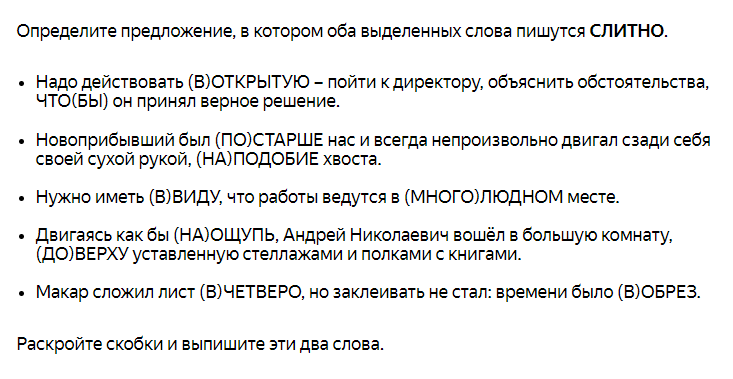 Определите предложение, в котором оба выделенных слова пишутся СЛИТНО.
• Надо действовать (В)ОТКРЫТУЮ – пойти к директору, объяснить обстоятельства,
ЧТО(БЫ) он принял верное решение.
• Новоприбывший был (ПО)СТАРШЕ нас и всегда непроизвольно двигал сзади себя
своей сухой рукой, (НА)ПОДОБИЕ хвоста.
• Нужно иметь (В)ВИДУ, что работы ведутся в (МНОГО)ЛЮДНОМ месте.
• Двигаясь как бы (НА)ОЩУПЬ, Андрей Николаевич вошёл в большую комнату,
(ДО)ВЕРХУ уставленную стеллажами и полками с книгами.
• Макар сложил лист (В)ЧЕТВЕРО, но заклеивать не стал: времени было (В)ОБРЕЗ.
Раскройте скобки и выпишите эти два слова.